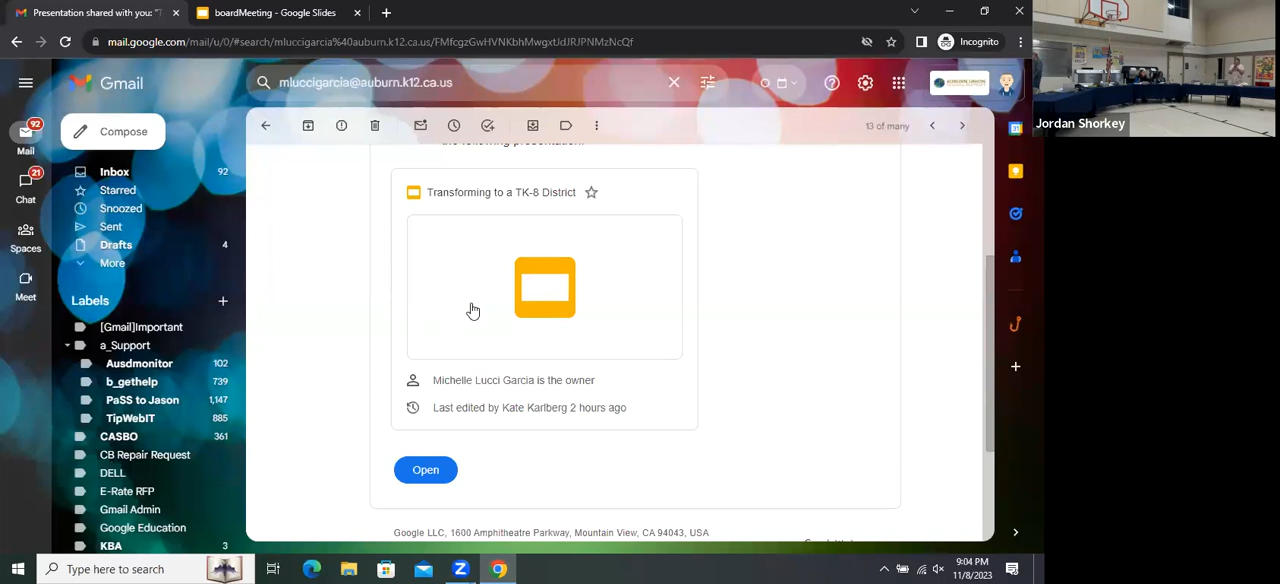 Presentation shared with you: "T
boardMeeting - Google Slides
mail.google.com/mail/u/0/#search/mluccigarcia%40auburn.k12.ca.us/FMfcgzGwHVNKbhMwgxtJdJRJPNMzNcQf
Incognito
Gmail
mluccigarcia@auburn.k12.ca.us
92
Mail
21
Chat
Spaces
Meet
Compose
Inbox 92
Starred
Snoozed
Sent
Drafts 4
More
Labels
[Gmail]Important
a_Support
Ausdmonitor 102
b_gethelp 739
PaSS to Jason 1,147
TipWebIT 885
CASBO 361
CB Repair Request
DELL
E-Rate RFP
Gmail Admin
Google Education
KBA 3
13 of many
the following presentation:
Transforming to a TK-8 District
Michelle Lucci Garcia is the owner
Last edited by Kate Karlberg 2 hours ago
Open
Google LLC, 1600 Amphitheatre Parkway, Mountain View, CA 94043, USA
Jordan Shorkey
Type here to search
9:04 PM
11/8/2023